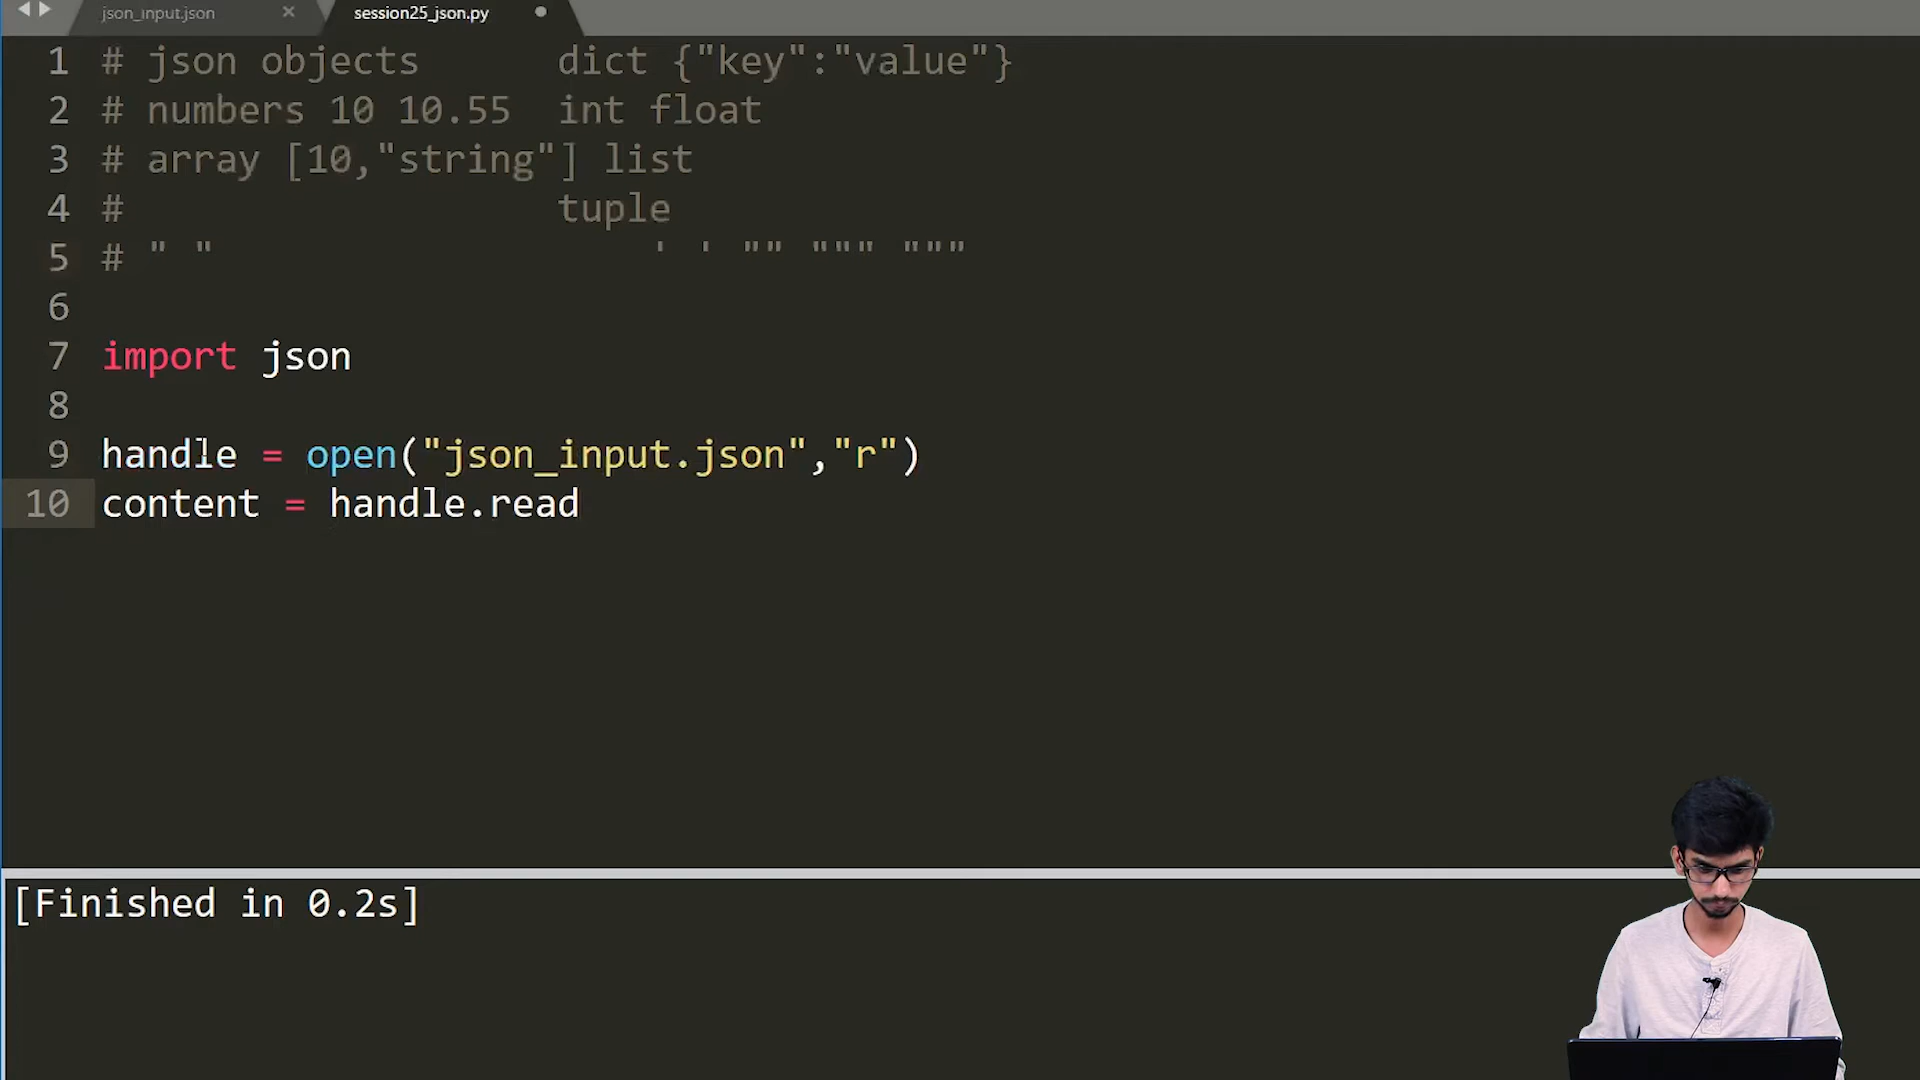 json_input.json × session25_json.py
1 # json objects dict {"key":"value"}
2 # numbers 10 10.55 int float
3 # array [10,"string"] list
4 # tuple
5 # " " ' ' "" """ """
6
7 import json
8
9 handle = open("json_input.json","r")
10 content = handle.read
[Finished in 0.2s]